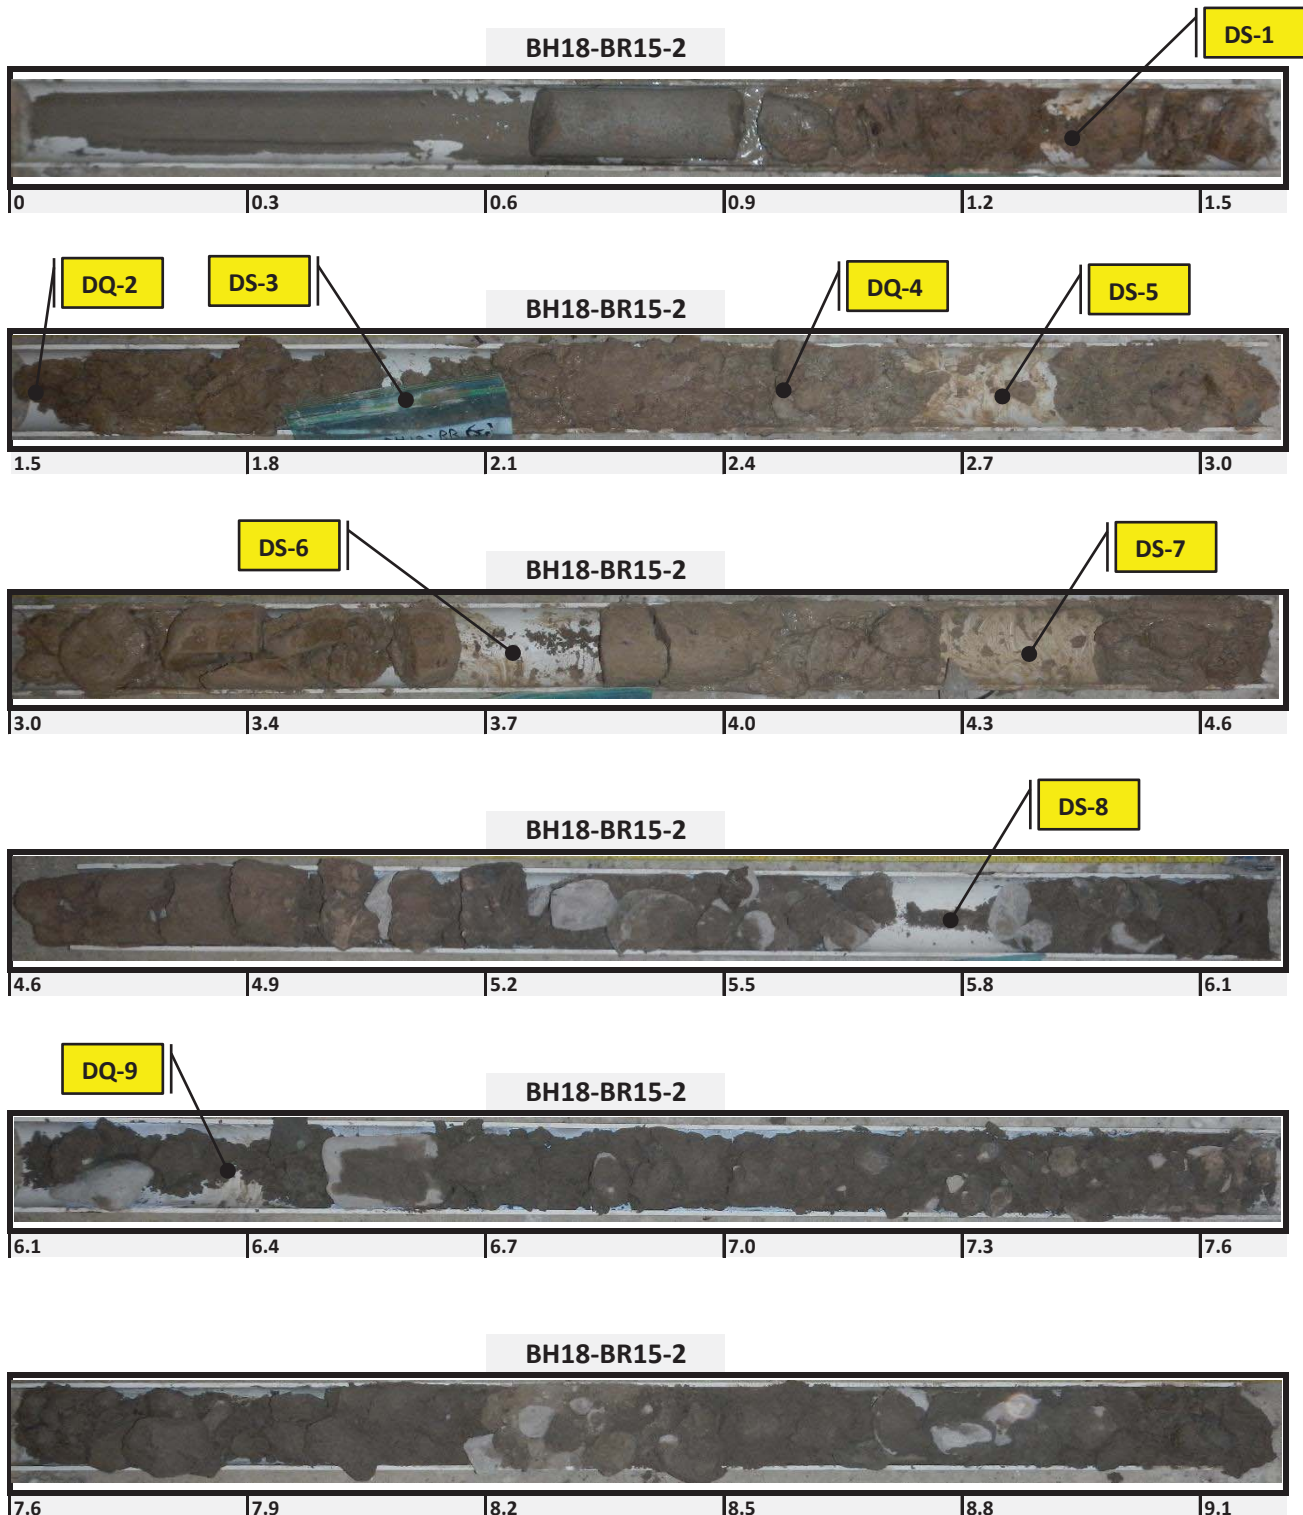 DS-1
BH18-BR15-2
0 0.3 0.6 0.9 1.2 1.5
DQ-2 DS-3 DQ-4 DS-5
BH18-BR15-2
1.5 1.8 2.1 2.4 2.7 3.0
DS-6 DS-7
BH18-BR15-2
3.0 3.4 3.7 4.0 4.3 4.6
DS-8
BH18-BR15-2
4.6 4.9 5.2 5.5 5.8 6.1
DQ-9
BH18-BR15-2
6.1 6.4 6.7 7.0 7.3 7.6
BH18-BR15-2
7.6 7.9 8.2 8.5 8.8 9.1